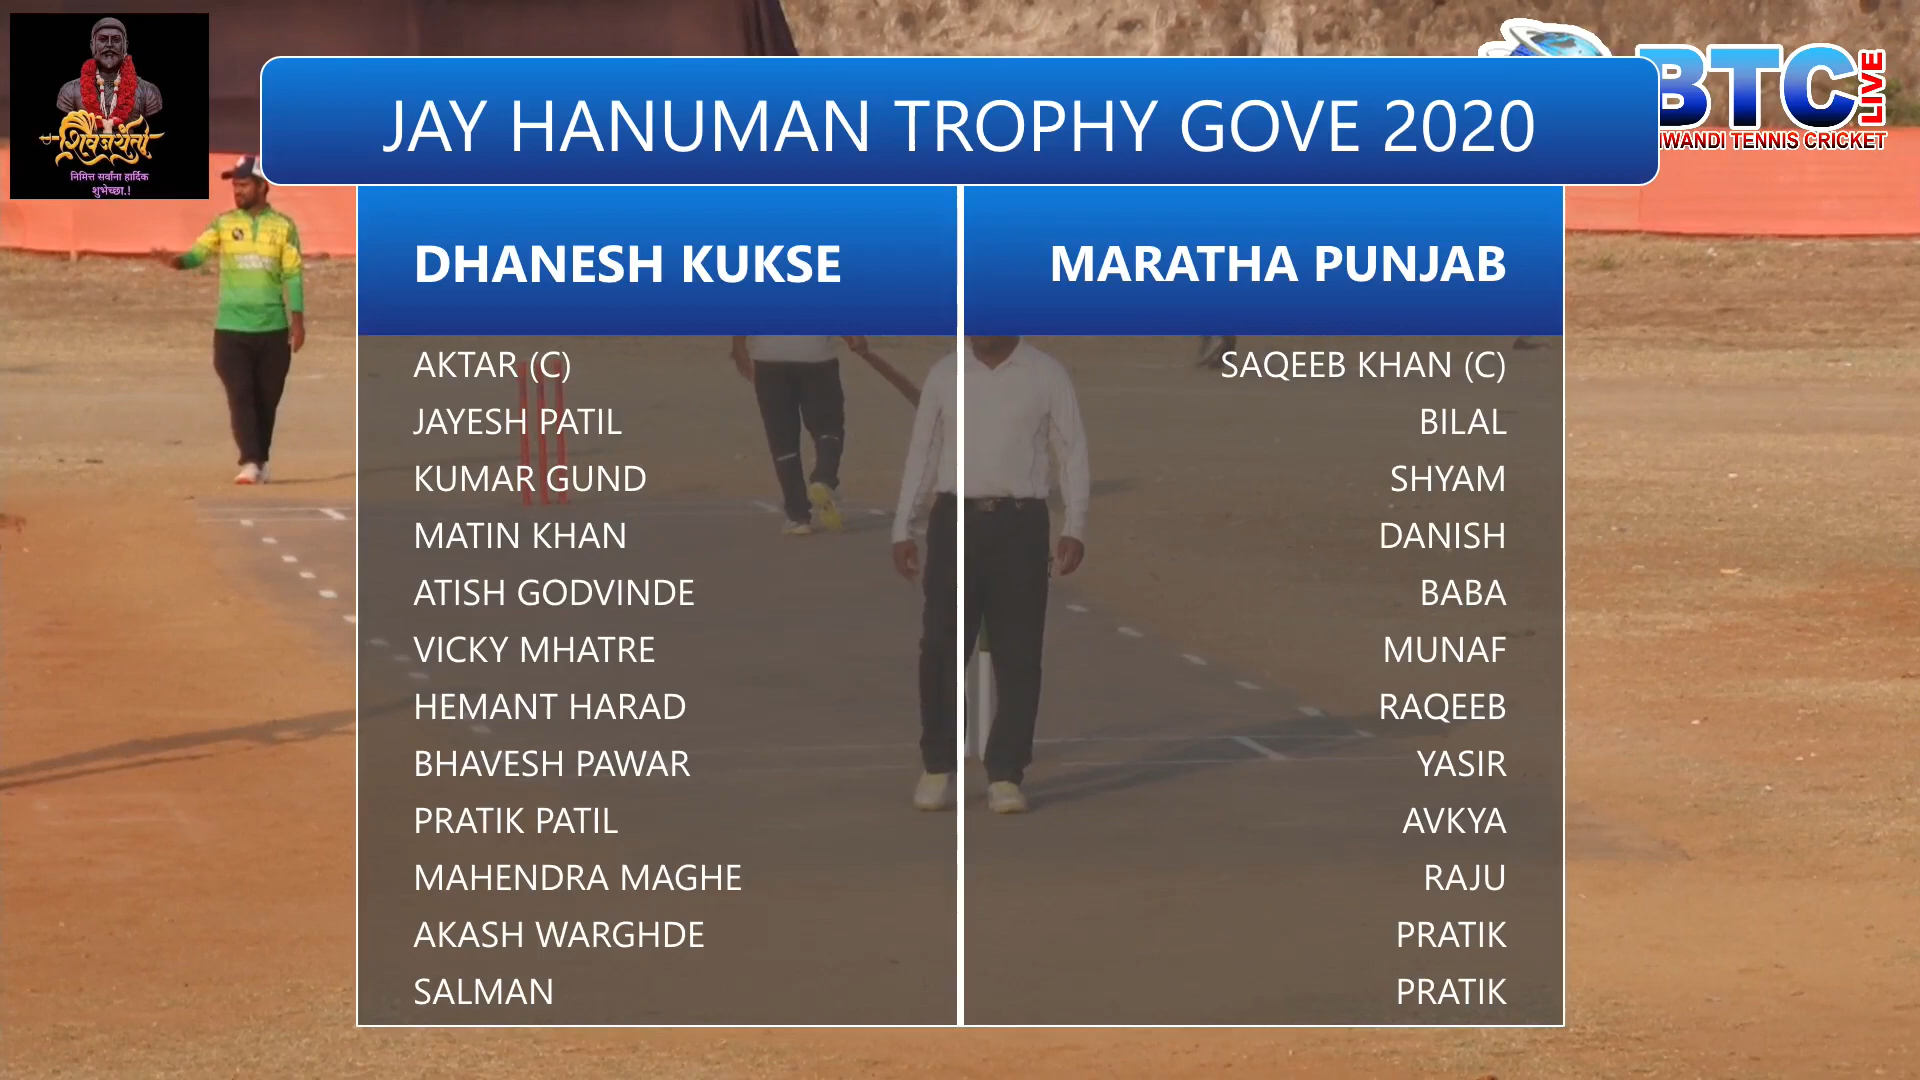 शिवजयंती
निमित्त सर्वांना हार्दिक
शुभेच्छा.!
BTC LIVE
IWANDI TENNIS CRICKET
JAY HANUMAN TROPHY GOVE 2020
DHANESH KUKSE
MARATHA PUNJAB
AKTAR (C)
SAQEEB KHAN (C)
JAYESH PATIL
BILAL
KUMAR GUND
SHYAM
MATIN KHAN
DANISH
ATISH GODVINDE
BABA
VICKY MHATRE
MUNAF
HEMANT HARAD
RAQEEB
BHAVESH PAWAR
YASIR
PRATIK PATIL
AVKYA
MAHENDRA MAGHE
RAJU
AKASH WARGHDE
PRATIK
SALMAN
PRATIK